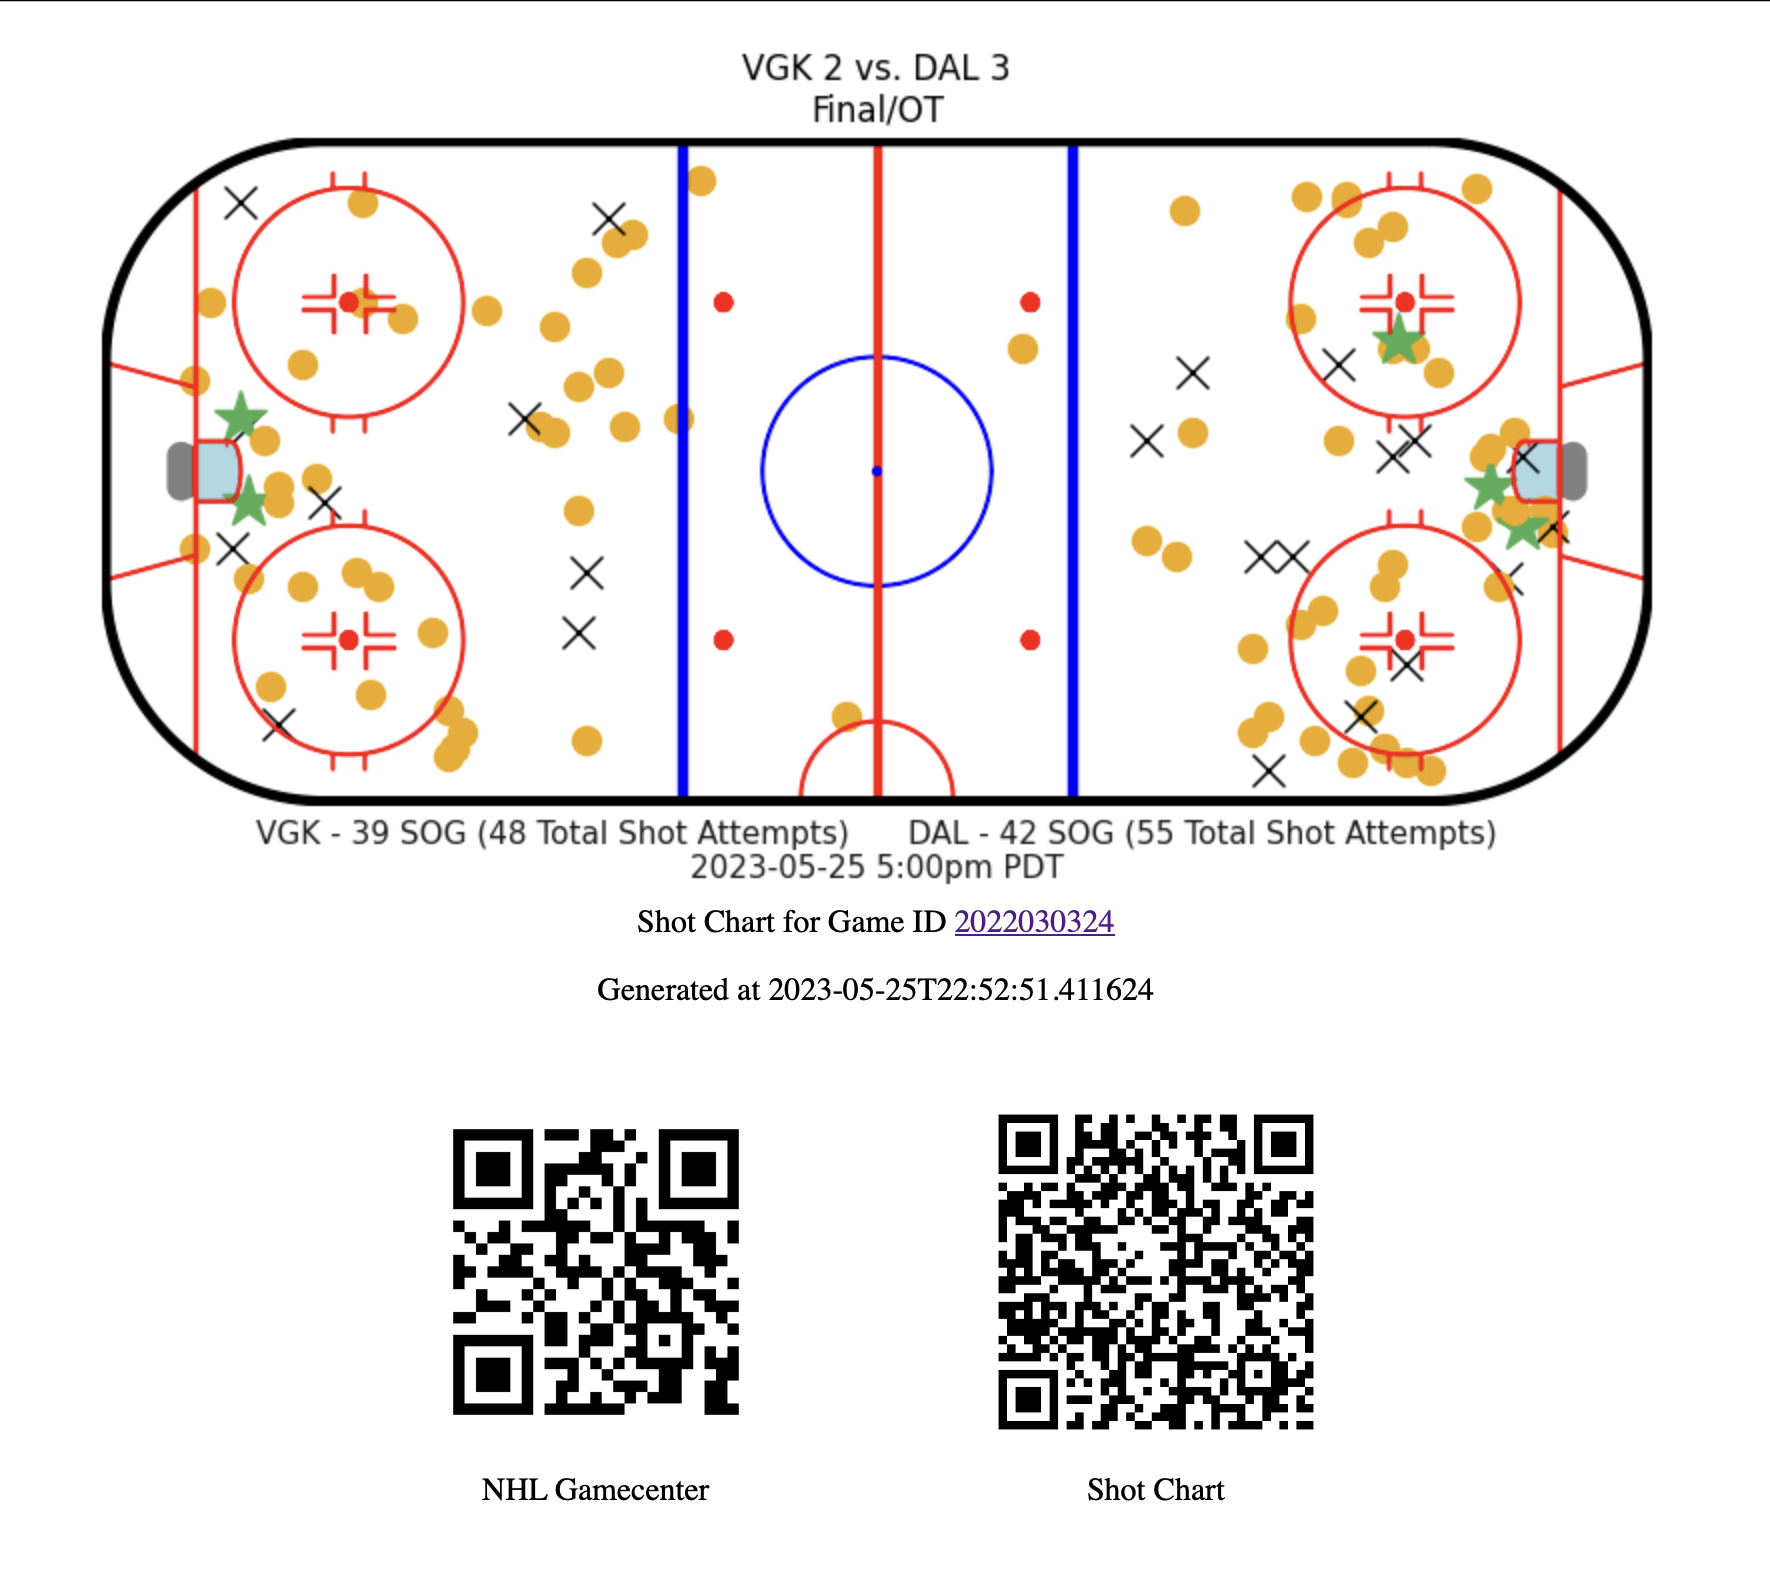 VGK 2 vs. DAL 3
Final/OT
VGK - 39 SOG (48 Total Shot Attempts) DAL - 42 SOG (55 Total Shot Attempts)
2023-05-25 5:00pm PDT
Shot Chart for Game ID 2022030324
Generated at 2023-05-25T22:52:51.411624
NHL Gamecenter
Shot Chart